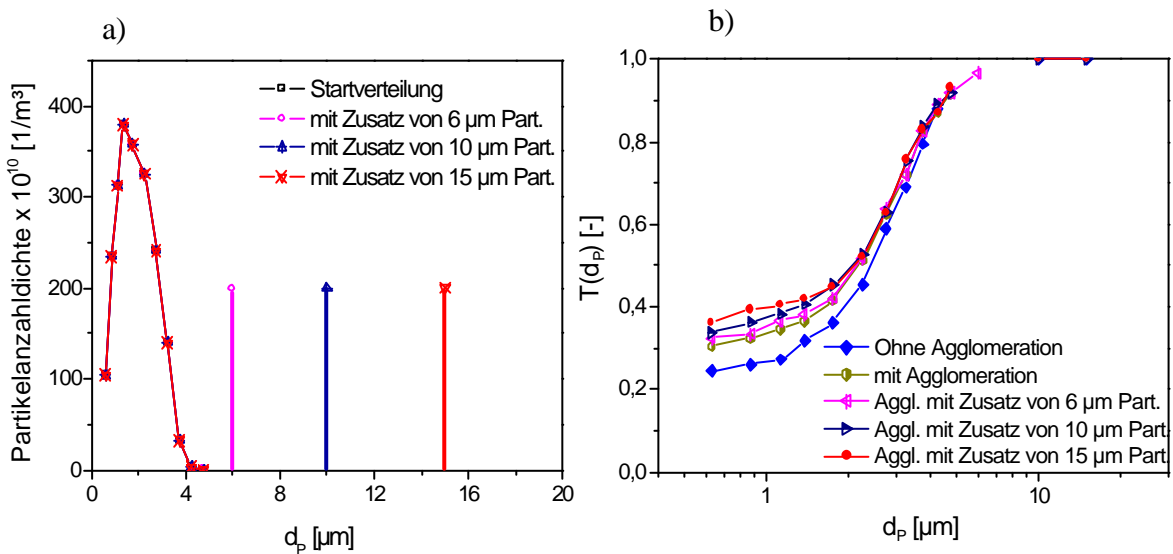 a)
Partikelanzahldichte x 10¹⁰ [1/m³]
400
300
200
100
0
Startverteilung
mit Zusatz von 6 µm Part.
mit Zusatz von 10 µm Part.
mit Zusatz von 15 µm Part.
0 4 8 12 16 20
dP [µm]
b)
T(dP) [-]
1,0
0,8
0,6
0,4
0,2
0,0
Ohne Agglomeration
mit Agglomeration
Aggl. mit Zusatz von 6 µm Part.
Aggl. mit Zusatz von 10 µm Part.
Aggl. mit Zusatz von 15 µm Part.
1 10
dP [µm]